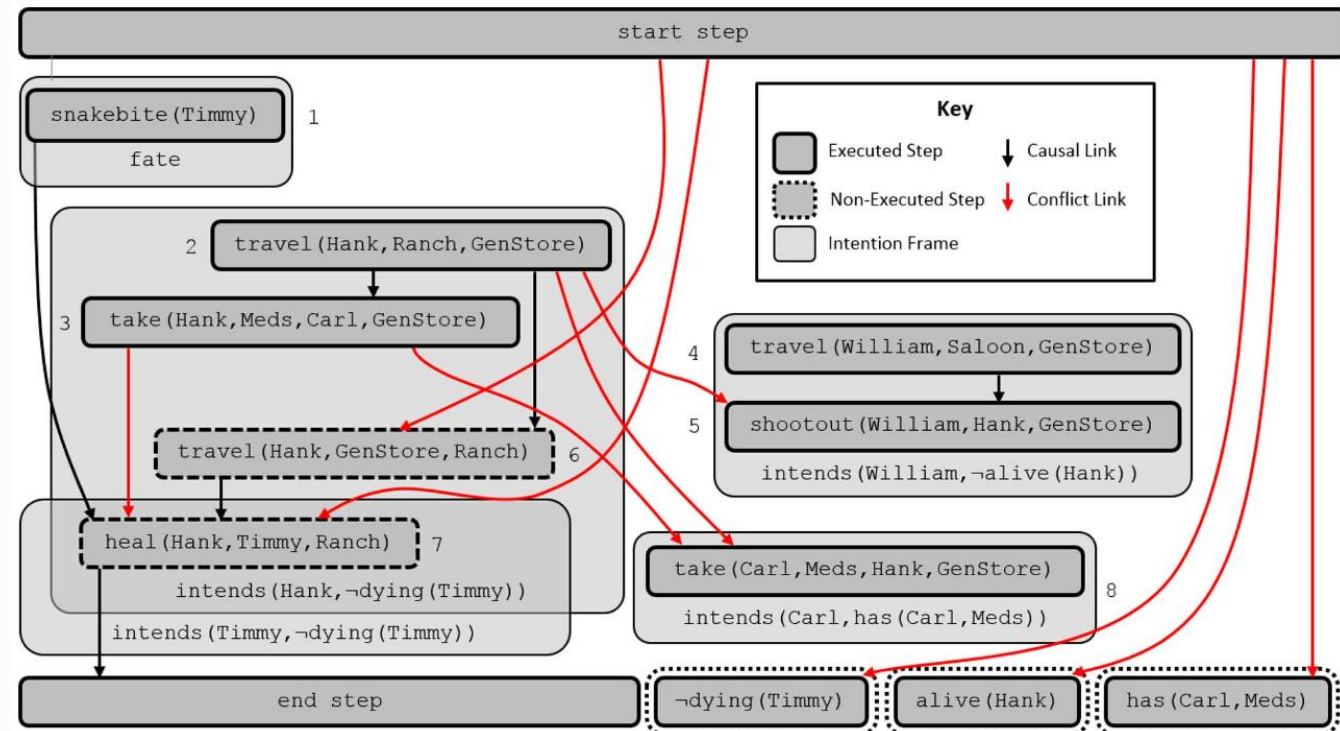 start step
snakebite(Timmy)
1
fate
Key
Executed Step
Causal Link
Non-Executed Step
Conflict Link
Intention Frame
2
travel(Hank,Ranch,GenStore)
3
take(Hank,Meds,Carl,GenStore)
4
travel(William,Saloon,GenStore)
5
shootout(William,Hank,GenStore)
intends(William,¬alive(Hank))
travel(Hank,GenStore,Ranch)
6
heal(Hank,Timmy,Ranch)
7
intends(Hank,¬dying(Timmy))
intends(Timmy,¬dying(Timmy))
take(Carl,Meds,Hank,GenStore)
8
intends(Carl,has(Carl,Meds))
end step
¬dying(Timmy)
alive(Hank)
has(Carl,Meds)